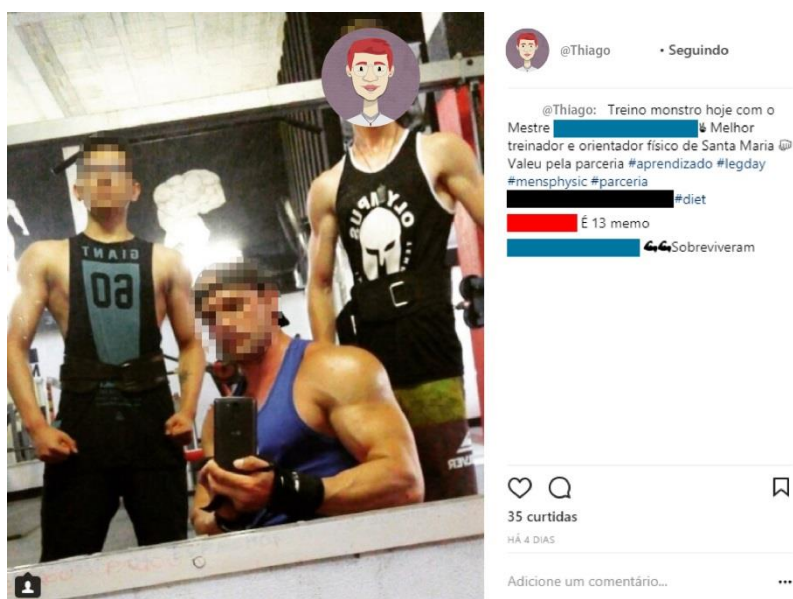 GIANT
OLYMPUS
@Thiago • Seguindo
@Thiago: Treino monstro hoje com o
Mestre Melhor
treinador e orientador físico de Santa Maria
Valeu pela parceria #aprendizado #legday
#mensphysic #parceria
#diet
É 13 memo
Sobreviveram
35 curtidas
HÁ 4 DIAS
Adicione um comentário...